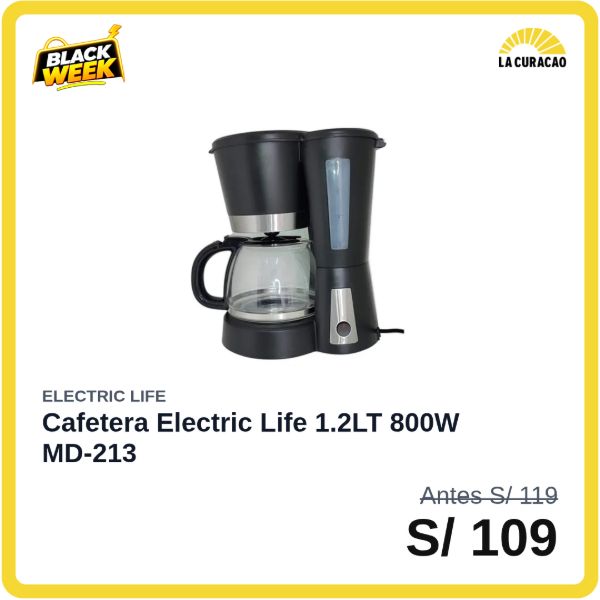 BLACK
WEEK
LA CURACAO
ELECTRIC LIFE
Cafetera Electric Life 1.2LT 800W
MD-213
Antes S/ 119
S/ 109